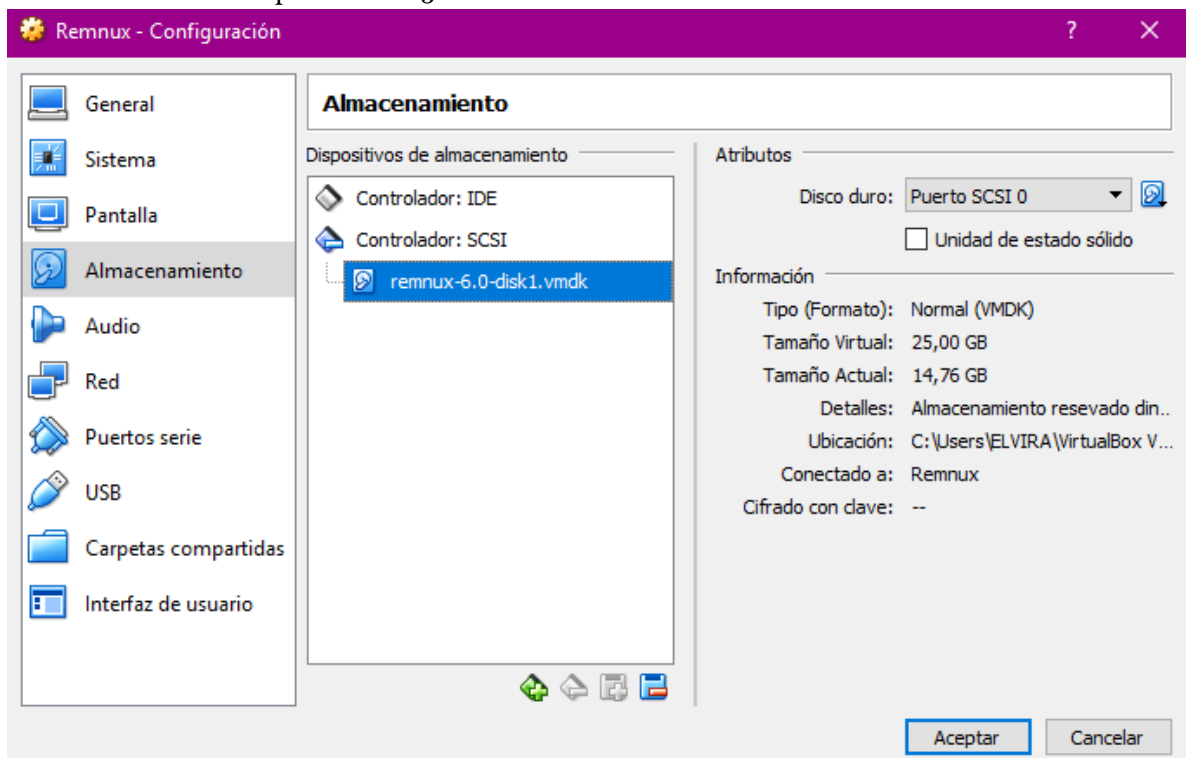 Remnux - Configuración ? ×
General
Sistema
Pantalla
Almacenamiento
Audio
Red
Puertos serie
USB
Carpetas compartidas
Interfaz de usuario
Almacenamiento
Dispositivos de almacenamiento
Controlador: IDE
Controlador: SCSI
remnux-6.0-disk1.vmdk
Atributos
Disco duro: Puerto SCSI 0
Unidad de estado sólido
Información
Tipo (Formato): Normal (VMDK)
Tamaño Virtual: 25,00 GB
Tamaño Actual: 14,76 GB
Detalles: Almacenamiento resevado din..
Ubicación: C:\Users\ELVIRA\VirtualBox V...
Conectado a: Remnux
Cifrado con clave: --
Aceptar Cancelar